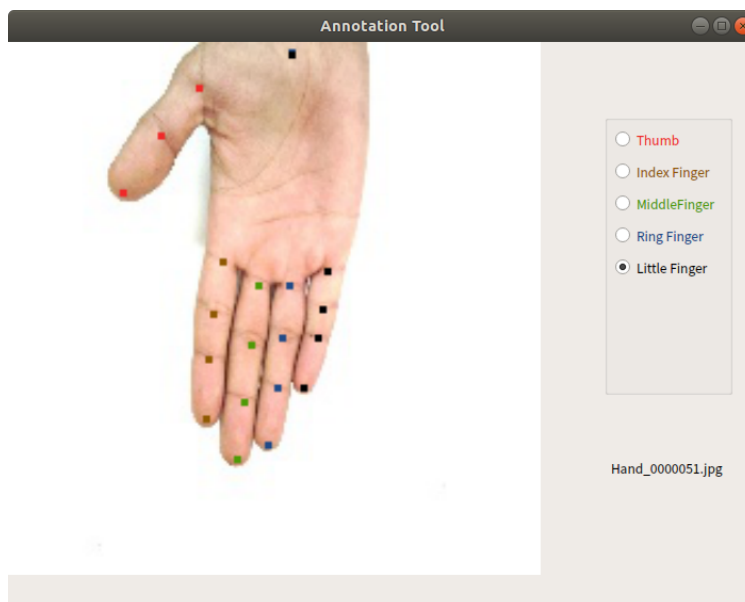 Annotation Tool
Thumb
Index Finger
MiddleFinger
Ring Finger
Little Finger
Hand_0000051.jpg